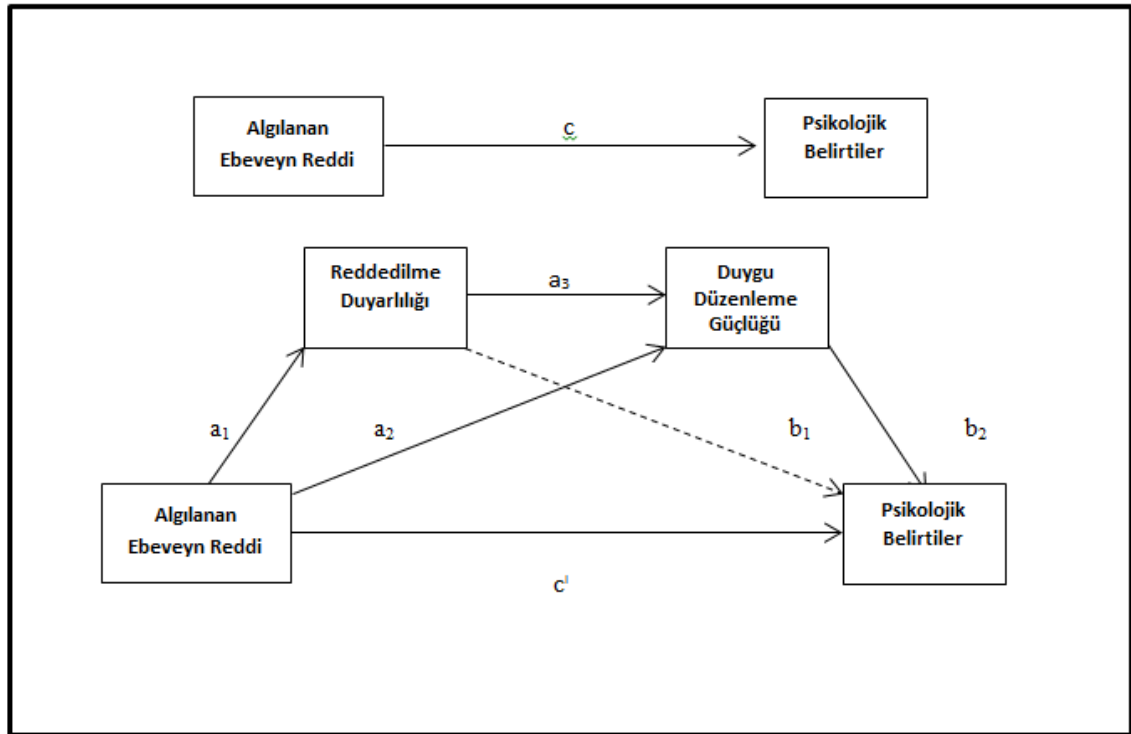 Algılanan
Ebeveyn Reddi
c
Psikolojik
Belirtiler
Reddedilme
Duyarlılığı
a₃
Duygu
Düzenleme
Güçlüğü
a₁
a₂
b₁
b₂
Algılanan
Ebeveyn Reddi
Psikolojik
Belirtiler
cˡ